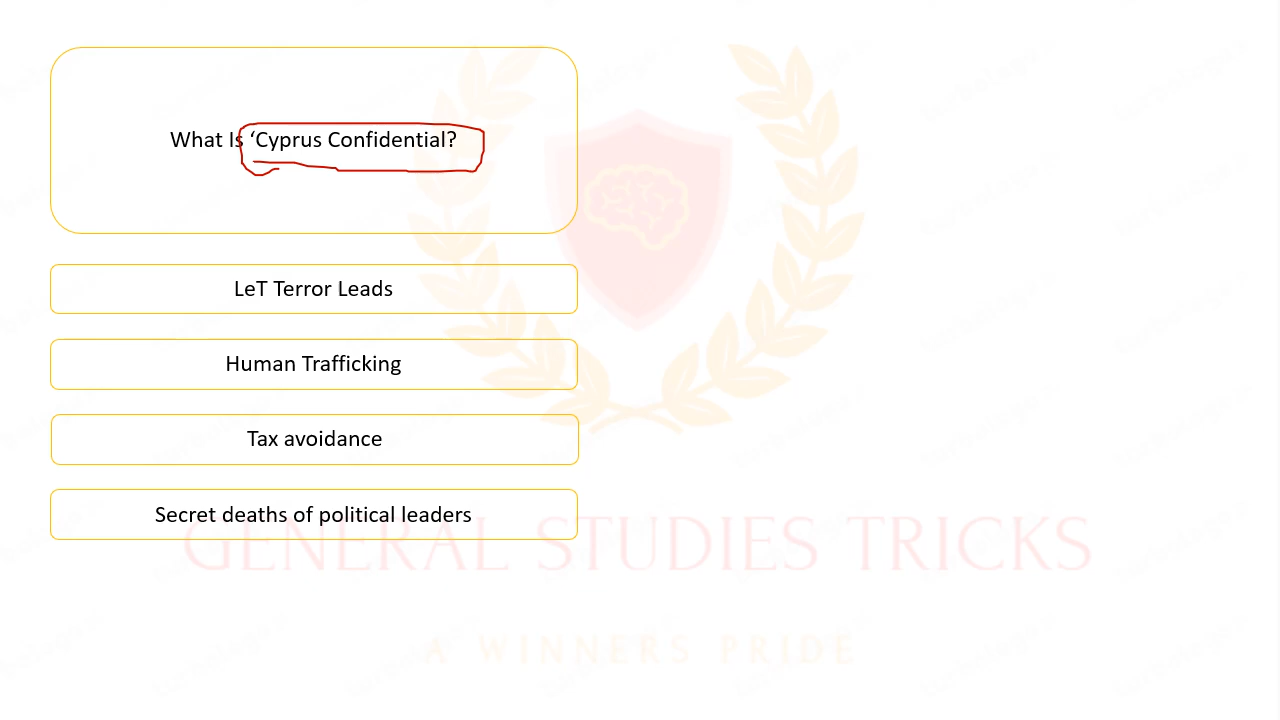 What Is ‘Cyprus Confidential?
LeT Terror Leads
Human Trafficking
Tax avoidance
Secret deaths of political leaders
GENERAL STUDIES TRICKS
A WINNERS PRIDE